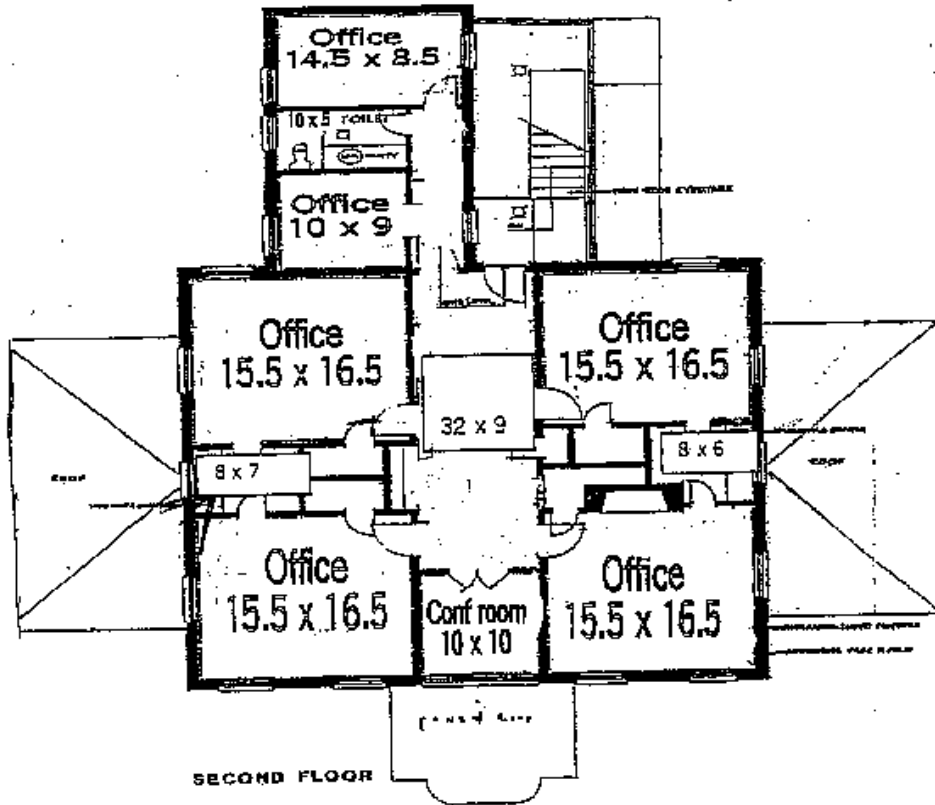 Office
14.5 x 8.5
10 x 5 TOILET
Office
10 x 9
Office
15.5 x 16.5
Office
15.5 x 16.5
32 x 9
8 x 7
8 x 6
ROOF
ROOF
Office
15.5 x 16.5
Conf room
10 x 10
Office
15.5 x 16.5
SECOND FLOOR